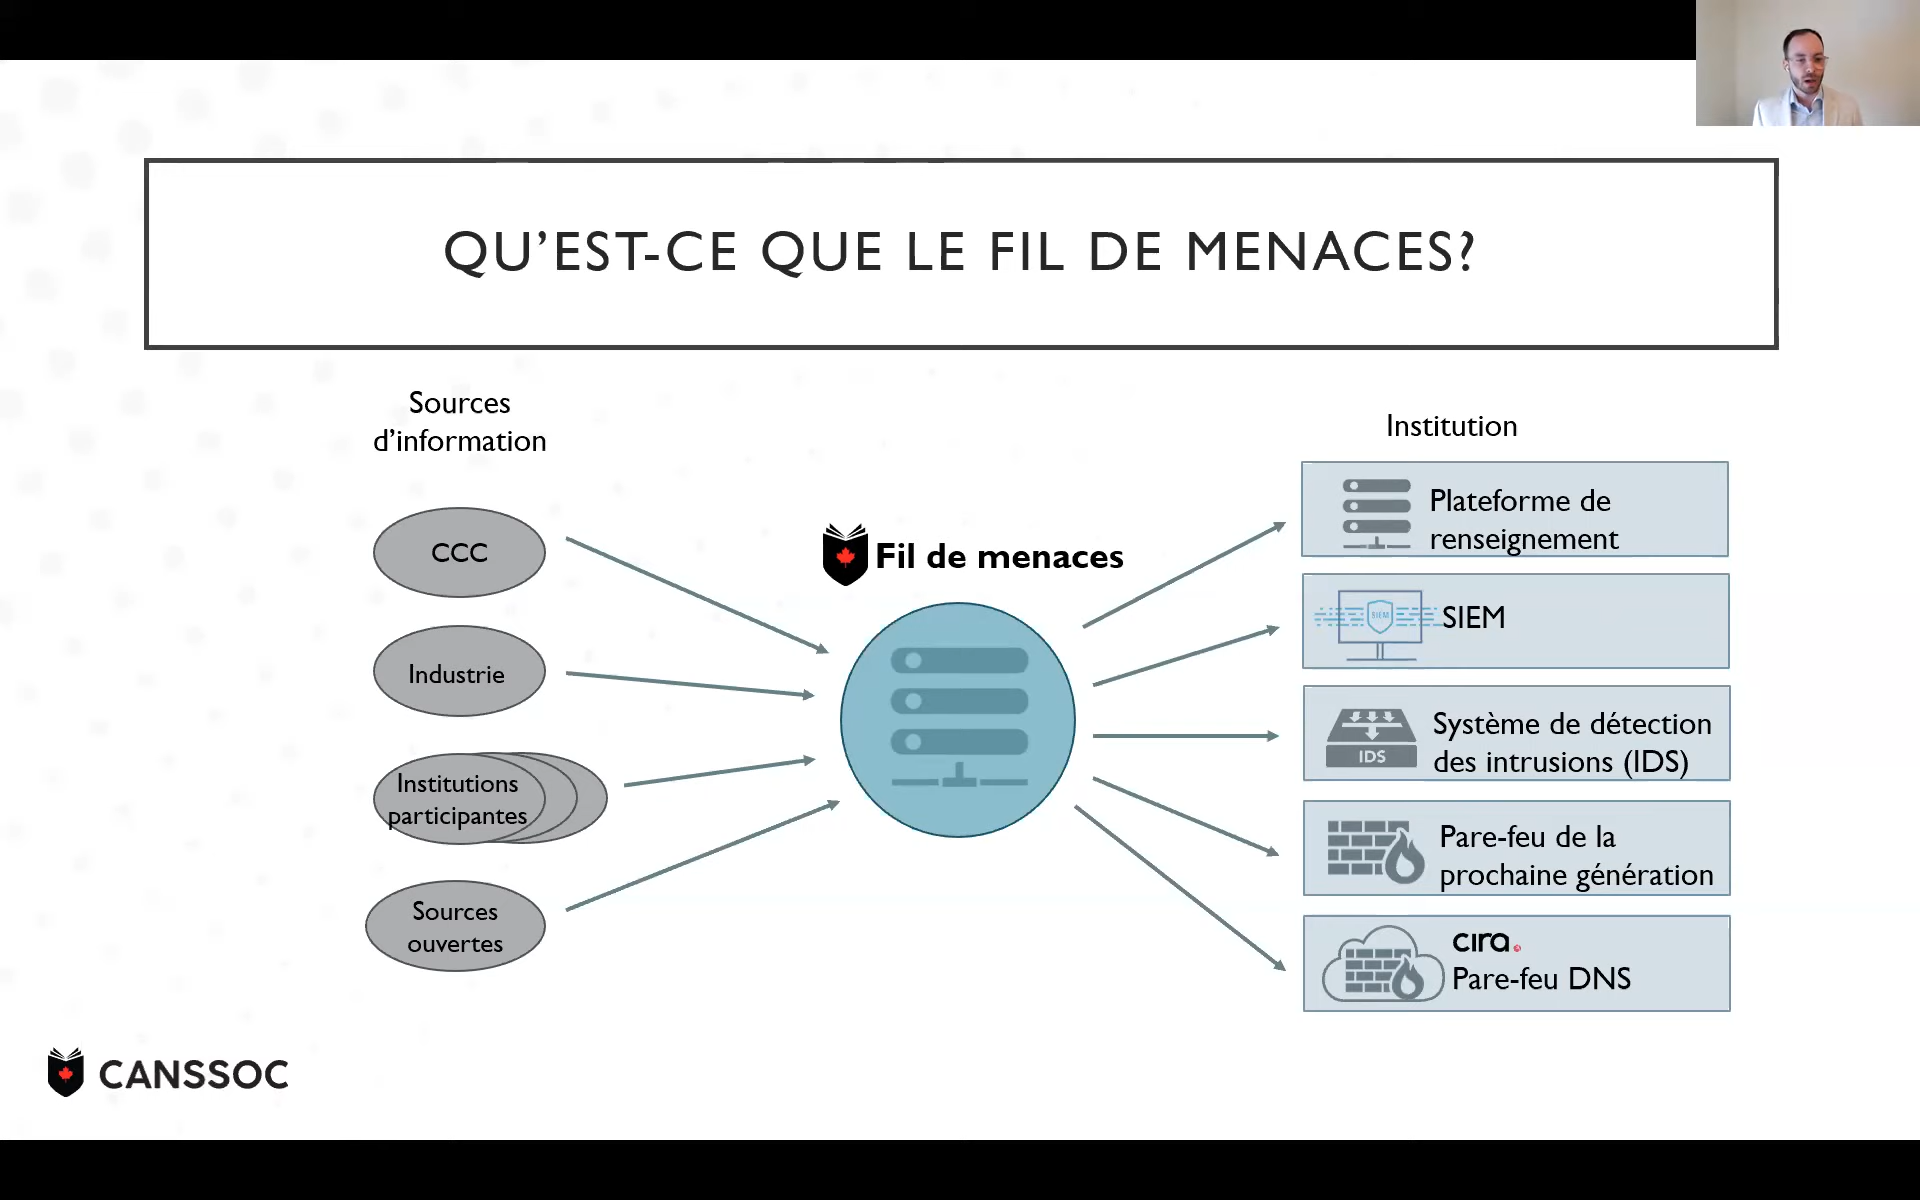 QU’EST-CE QUE LE FIL DE MENACES?
Sources
d’information
CCC
Industrie
Institutions
participantes
Sources
ouvertes
Fil de menaces
Institution
Plateforme de
renseignement
SIEM
SIEM
IDS
Système de détection
des intrusions (IDS)
Pare-feu de la
prochaine génération
cira
Pare-feu DNS
CANSSOC